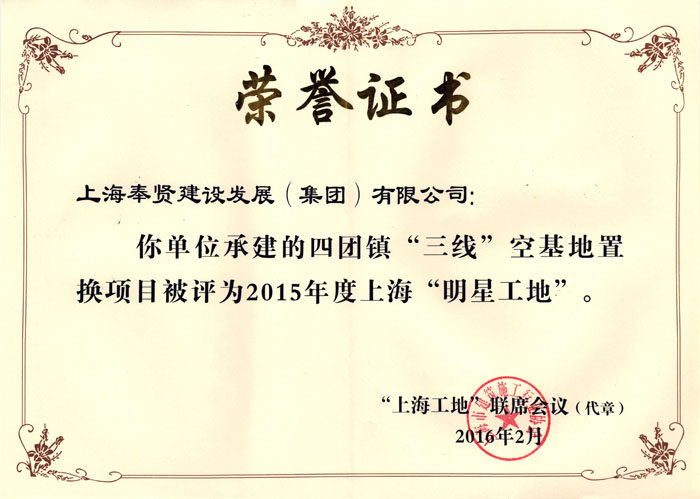 荣誉证书
上海奉贤建设发展（集团）有限公司：
你单位承建的四团镇“三线”空基地置
换项目被评为2015年度上海“明星工地”。
“上海工地”联席会议（代章）
2016年2月